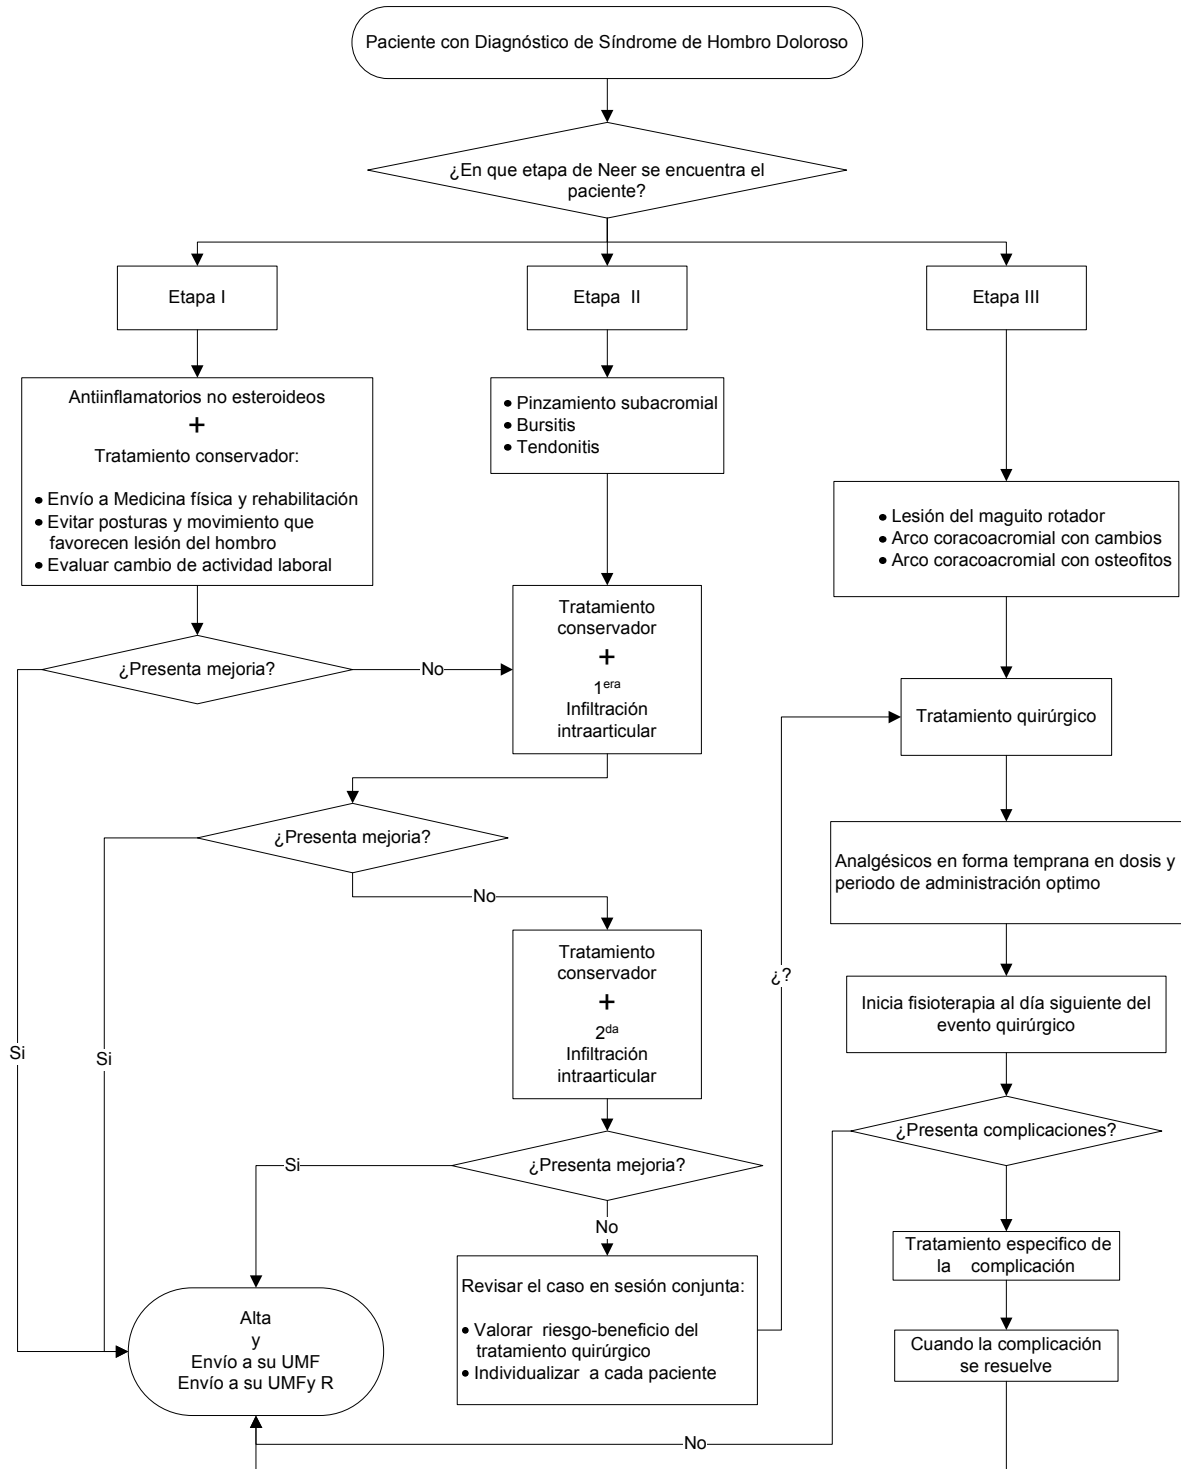 Paciente con Diagnóstico de Síndrome de Hombro Doloroso
¿En que etapa de Neer se encuentra el
paciente?
Etapa I
Etapa II
Etapa III
Antiinflamatorios no esteroideos
+
Tratamiento conservador:
• Envío a Medicina física y rehabilitación
• Evitar posturas y movimiento que
favorecen lesión del hombro
• Evaluar cambio de actividad laboral
• Pinzamiento subacromial
• Bursitis
• Tendonitis
• Lesión del maguito rotador
• Arco coracoacromial con cambios
• Arco coracoacromial con osteofitos
¿Presenta mejoria?
No
Si
Tratamiento
conservador
+
1era
Infiltración
intraarticular
¿Presenta mejoria?
No
Si
Tratamiento
conservador
+
2da
Infiltración
intraarticular
¿Presenta mejoria?
Si
No
Revisar el caso en sesión conjunta:
• Valorar riesgo-beneficio del
tratamiento quirúrgico
• Individualizar a cada paciente
¿?
Tratamiento quirúrgico
Analgésicos en forma temprana en dosis y
periodo de administración optimo
Inicia fisioterapia al día siguiente del
evento quirúrgico
¿Presenta complicaciones?
No
Tratamiento especifico de
la complicación
Cuando la complicación
se resuelve
Alta
y
Envío a su UMF
Envío a su UMFy R